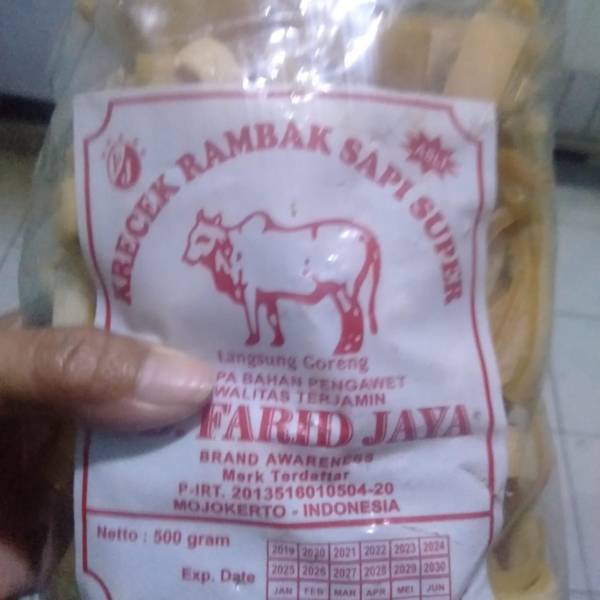 KRECEK RAMBAK SAPI SUPER
ASLI
Langsung Goreng
PA BAHAN PENGAWET
WALITAS TERJAMIN
FARID JAYA
BRAND AWARENESS
Merk Terdaftar
P-IRT. 2013516010504-20
MOJOKERTO - INDONESIA
Netto : 500 gram
Exp. Date
2019 2020 2021 2022 2023 2024
2025 2026 2027 2028 2029 2030
JAN FEB MAR APR MEI JUN